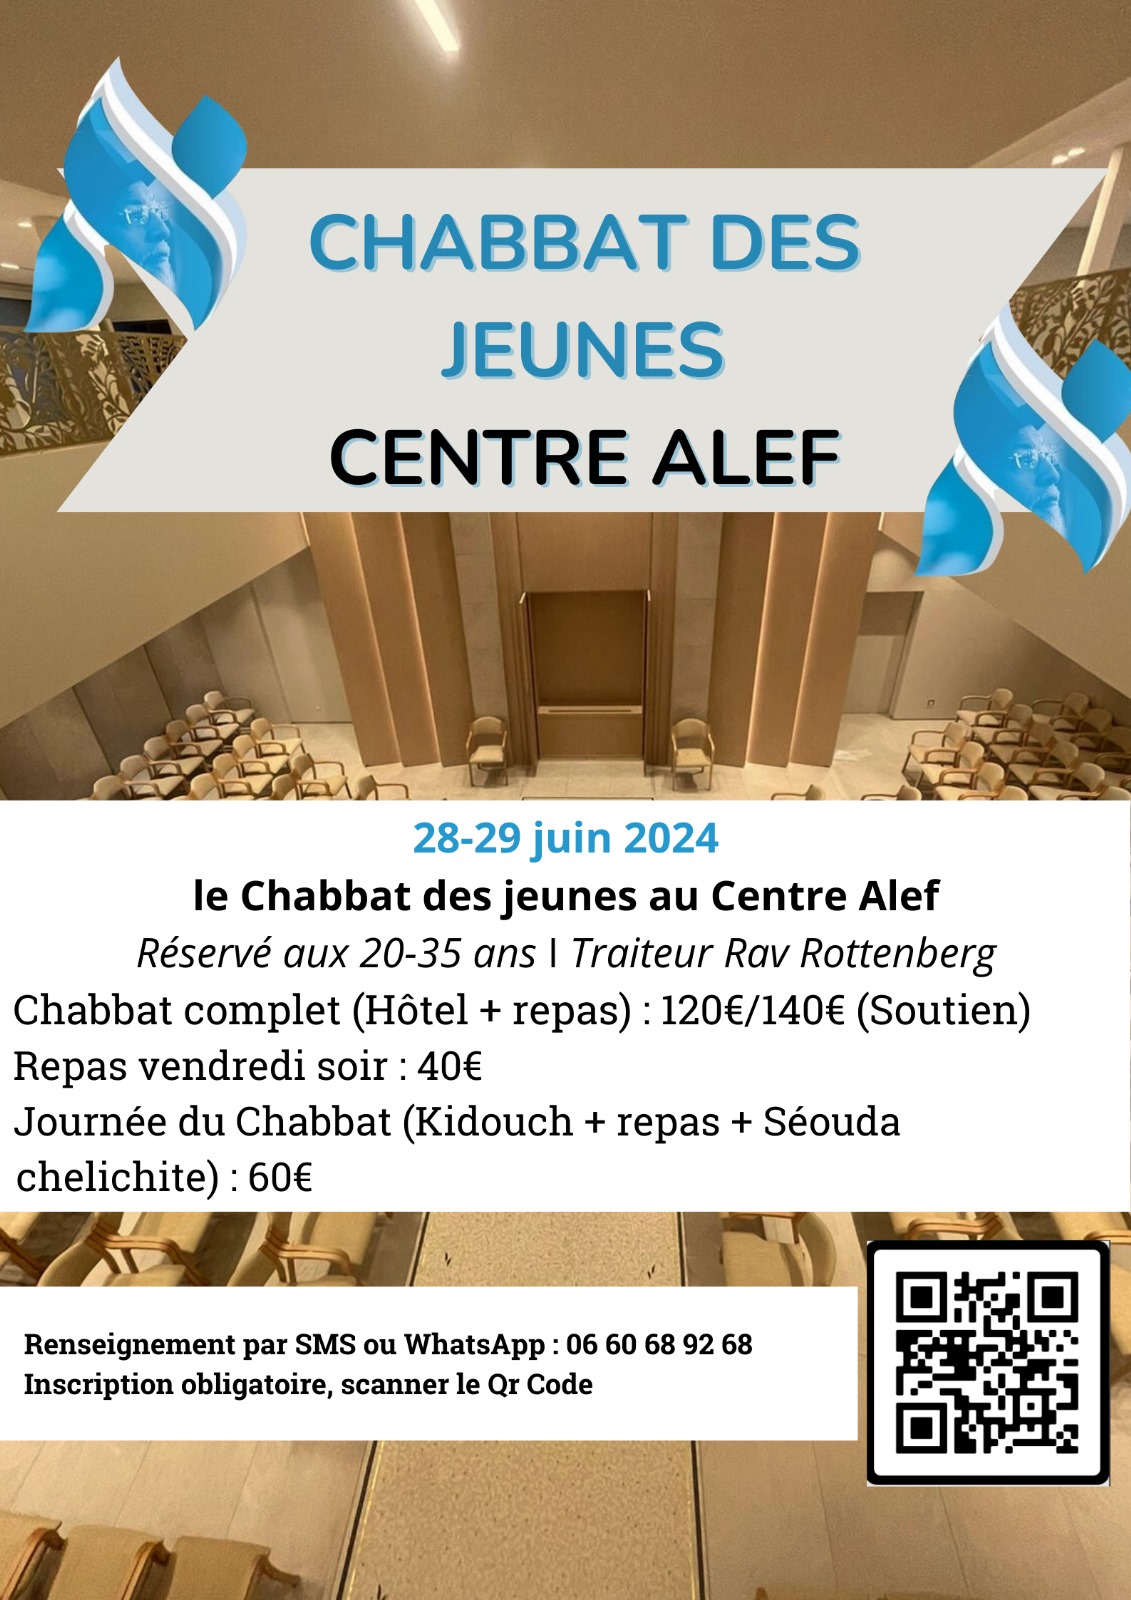 CHABBAT DES
JEUNES
CENTRE ALEF
28-29 juin 2024
le Chabbat des jeunes au Centre Alef
Réservé aux 20-35 ans I Traiteur Rav Rottenberg
Chabbat complet (Hôtel + repas) : 120€/140€ (Soutien)
Repas vendredi soir : 40€
Journée du Chabbat (Kidouch + repas + Séouda
chelichite) : 60€
Renseignement par SMS ou WhatsApp : 06 60 68 92 68
Inscription obligatoire, scanner le Qr Code